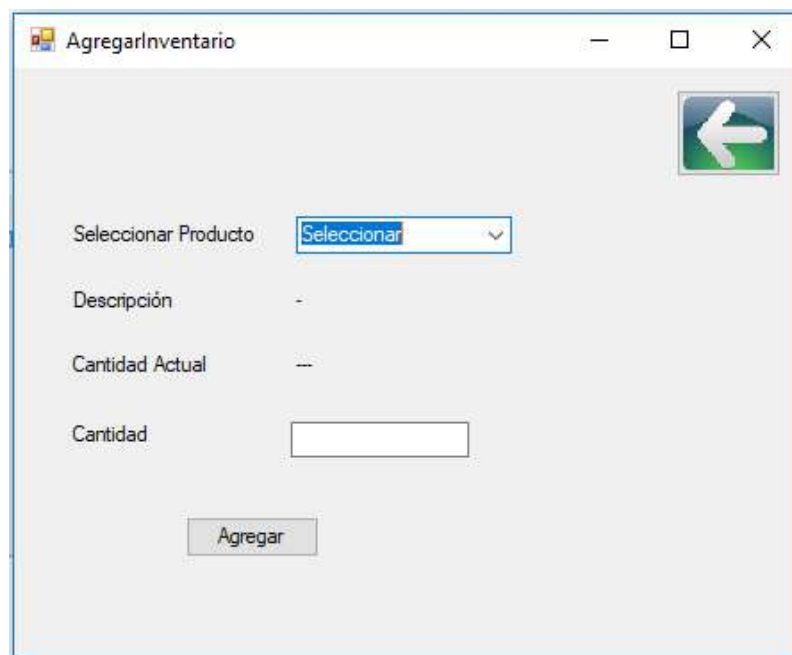 AgregarInventario
Seleccionar Producto Seleccionar
Descripción -
Cantidad Actual ---
Cantidad
Agregar